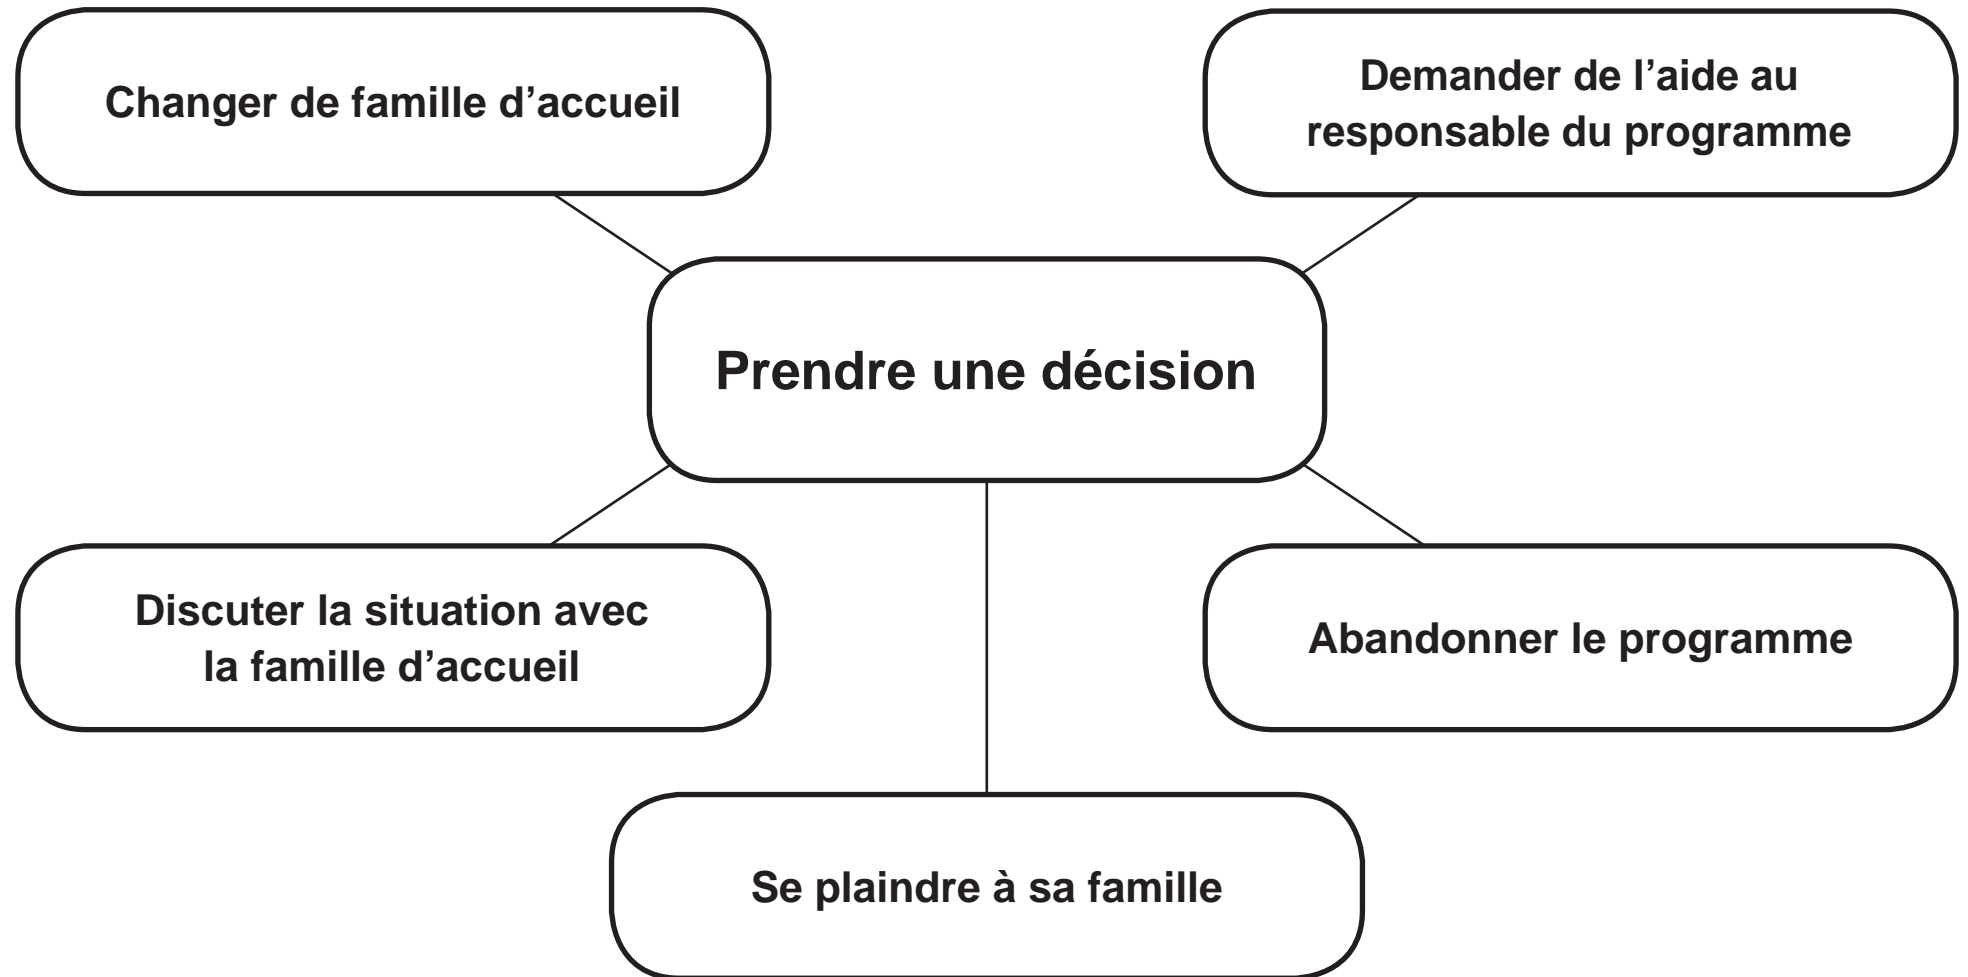 Changer de famille d’accueil
Demander de l’aide au
responsable du programme
Prendre une décision
Discuter la situation avec
la famille d’accueil
Abandonner le programme
Se plaindre à sa famille